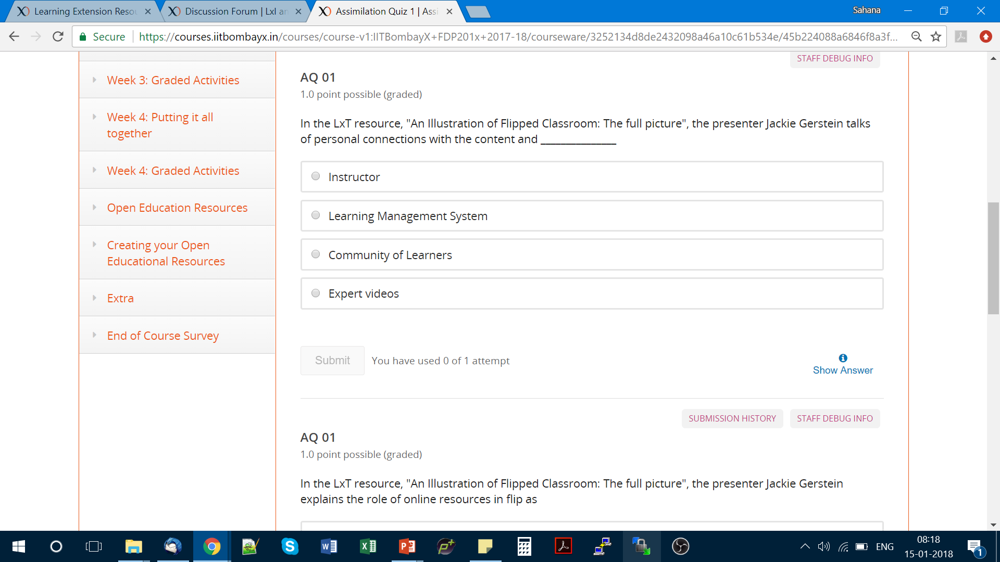 Learning Extension Resou
Discussion Forum | LxI an
Assimilation Quiz 1 | Assi
Sahana
Secure
https://courses.iitbombayx.in/courses/course-v1:IITBombayX+FDP201x+2017-18/courseware/3252134d8de2432098a46a10c61b534e/45b224088a6846f8a3f...
Week 3: Graded Activities
Week 4: Putting it all
together
Week 4: Graded Activities
Open Education Resources
Creating your Open
Educational Resources
Extra
End of Course Survey
STAFF DEBUG INFO
AQ 01
1.0 point possible (graded)
In the LxT resource, "An Illustration of Flipped Classroom: The full picture", the presenter Jackie Gerstein talks
of personal connections with the content and _______________
Instructor
Learning Management System
Community of Learners
Expert videos
Submit
You have used 0 of 1 attempt
Show Answer
SUBMISSION HISTORY
STAFF DEBUG INFO
AQ 01
1.0 point possible (graded)
In the LxT resource, "An Illustration of Flipped Classroom: The full picture", the presenter Jackie Gerstein
explains the role of online resources in flip as
ENG
08:18
15-01-2018
1